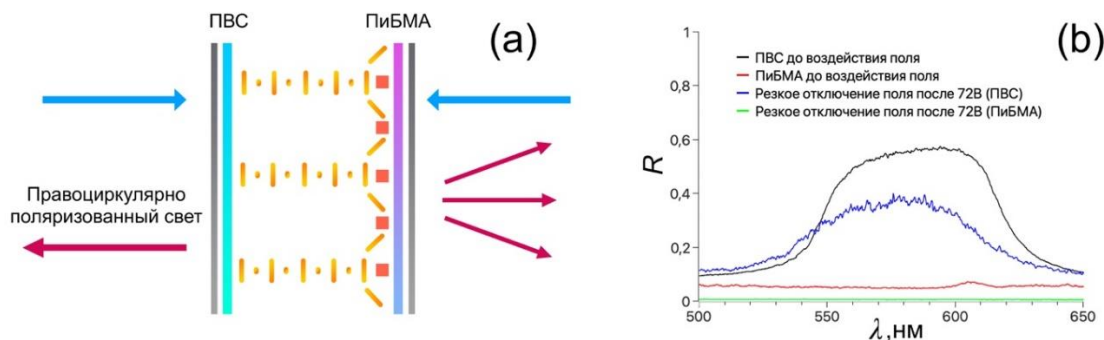 ПВС
ПиБМА
(a)
Правоциркулярно
поляризованный свет
(b)
ПВС до воздействия поля
ПиБМА до воздействия поля
Резкое отключение поля после 72В (ПВС)
Резкое отключение поля после 72В (ПиБМА)
R
1
0,8
0,6
0,4
0,2
0
500
550
600
650
λ,нм